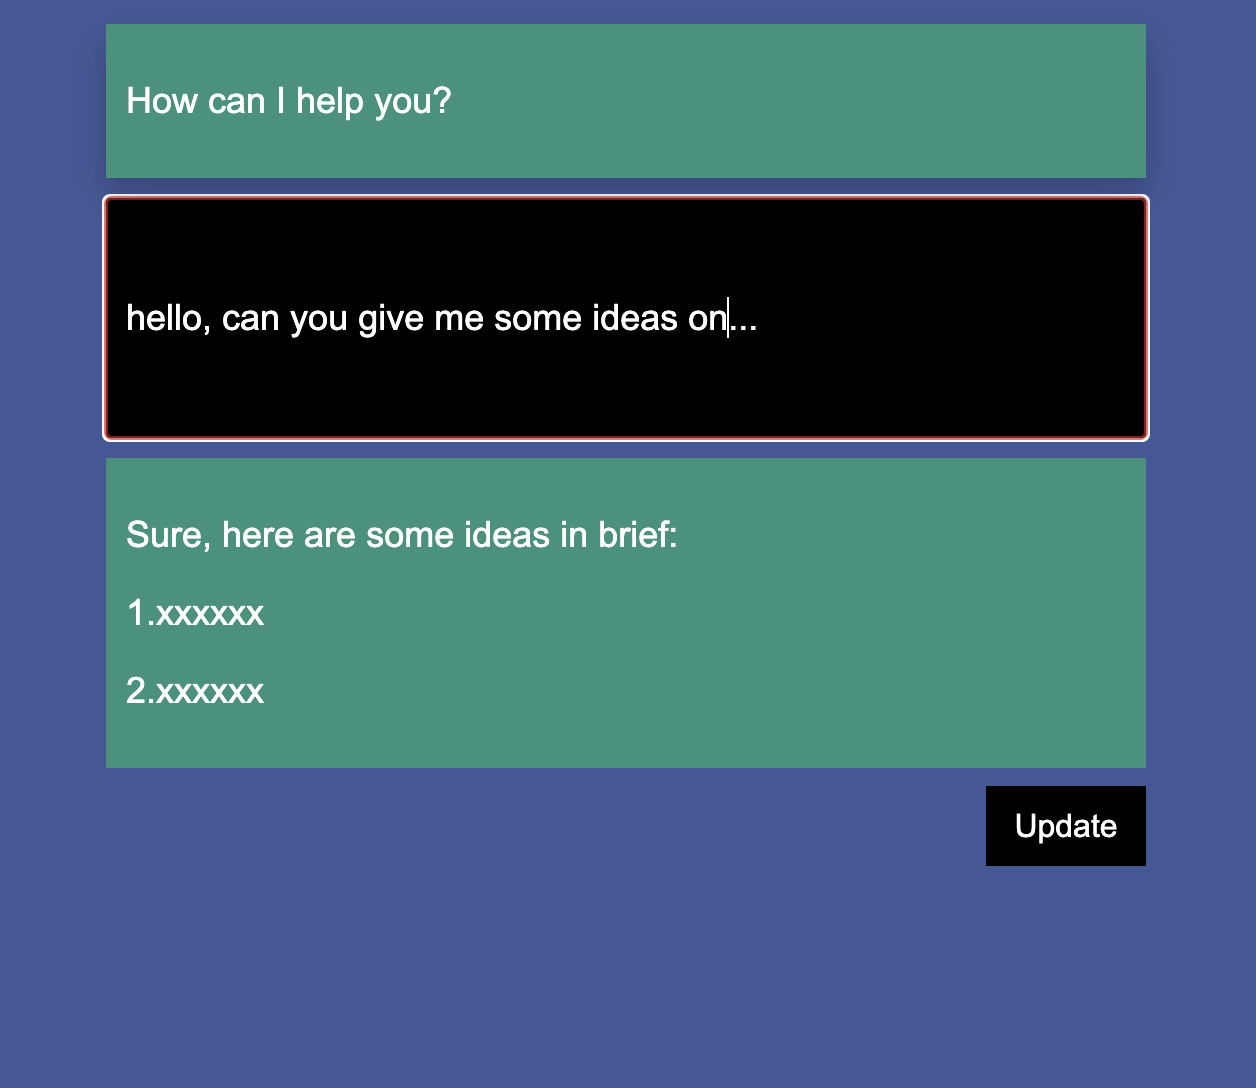 How can I help you?
hello, can you give me some ideas on...
Sure, here are some ideas in brief:
1.xxxxxx
2.xxxxxx
Update